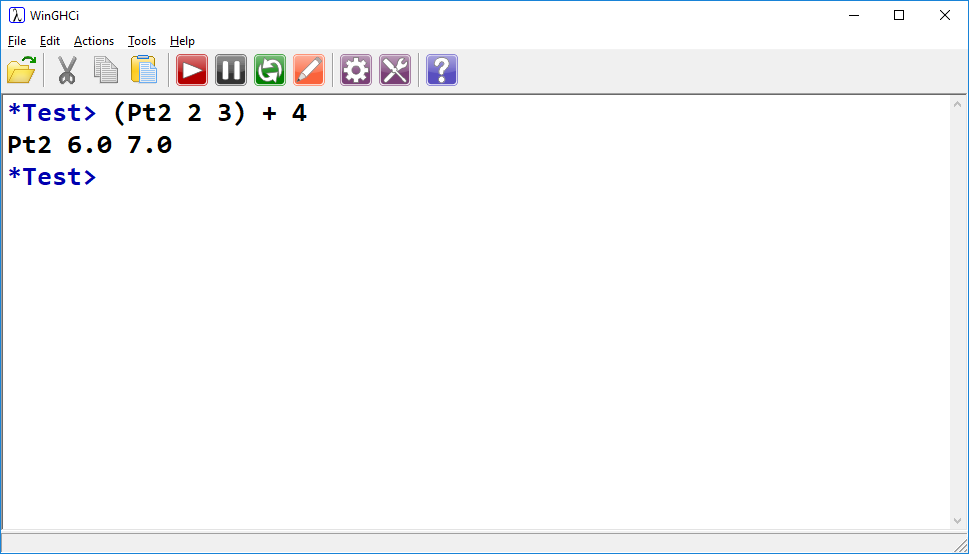 WinGHCi
File Edit Actions Tools Help
*Test> (Pt2 2 3) + 4
Pt2 6.0 7.0
*Test>